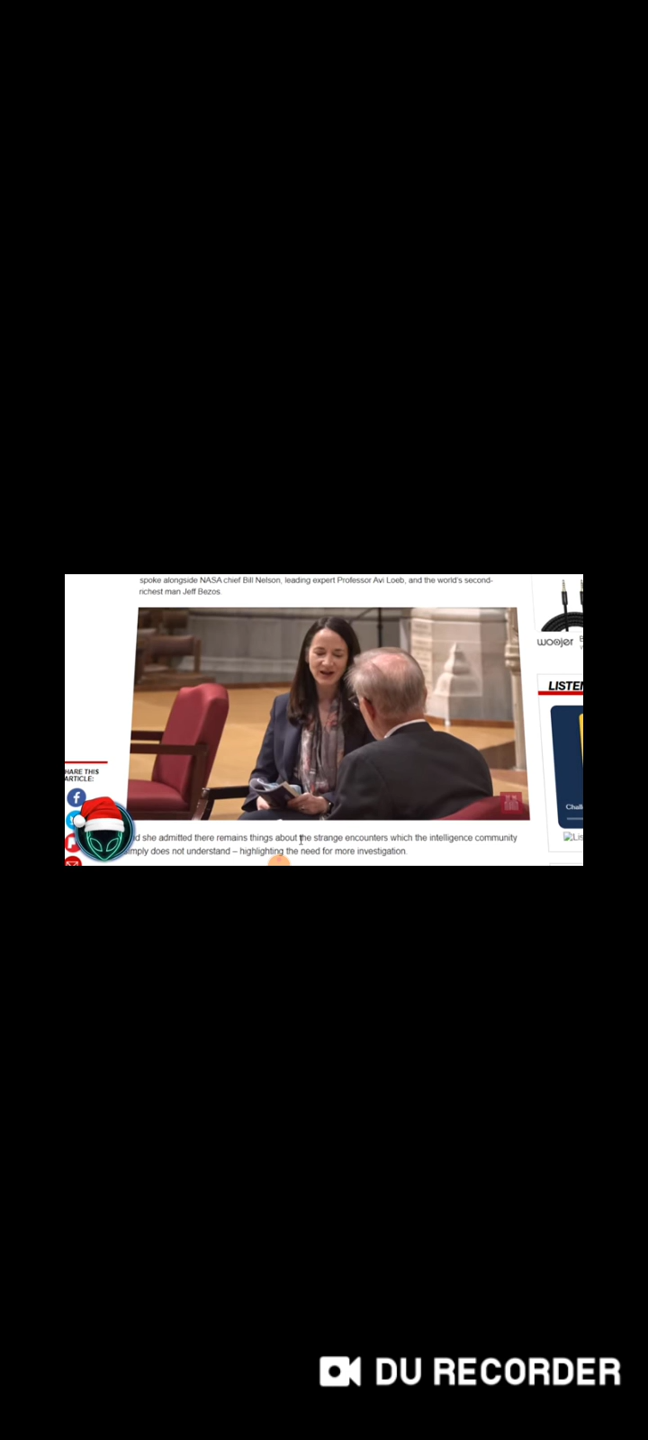 spoke alongside NASA chief Bill Nelson, leading expert Professor Avi Loeb, and the world's second-
richest man Jeff Bezos.
woojer
LISTEN
HARE THIS
ARTICLE:
Chall
d she admitted there remains things about the strange encounters which the intelligence community
imply does not understand – highlighting the need for more investigation.
Lis
DU RECORDER